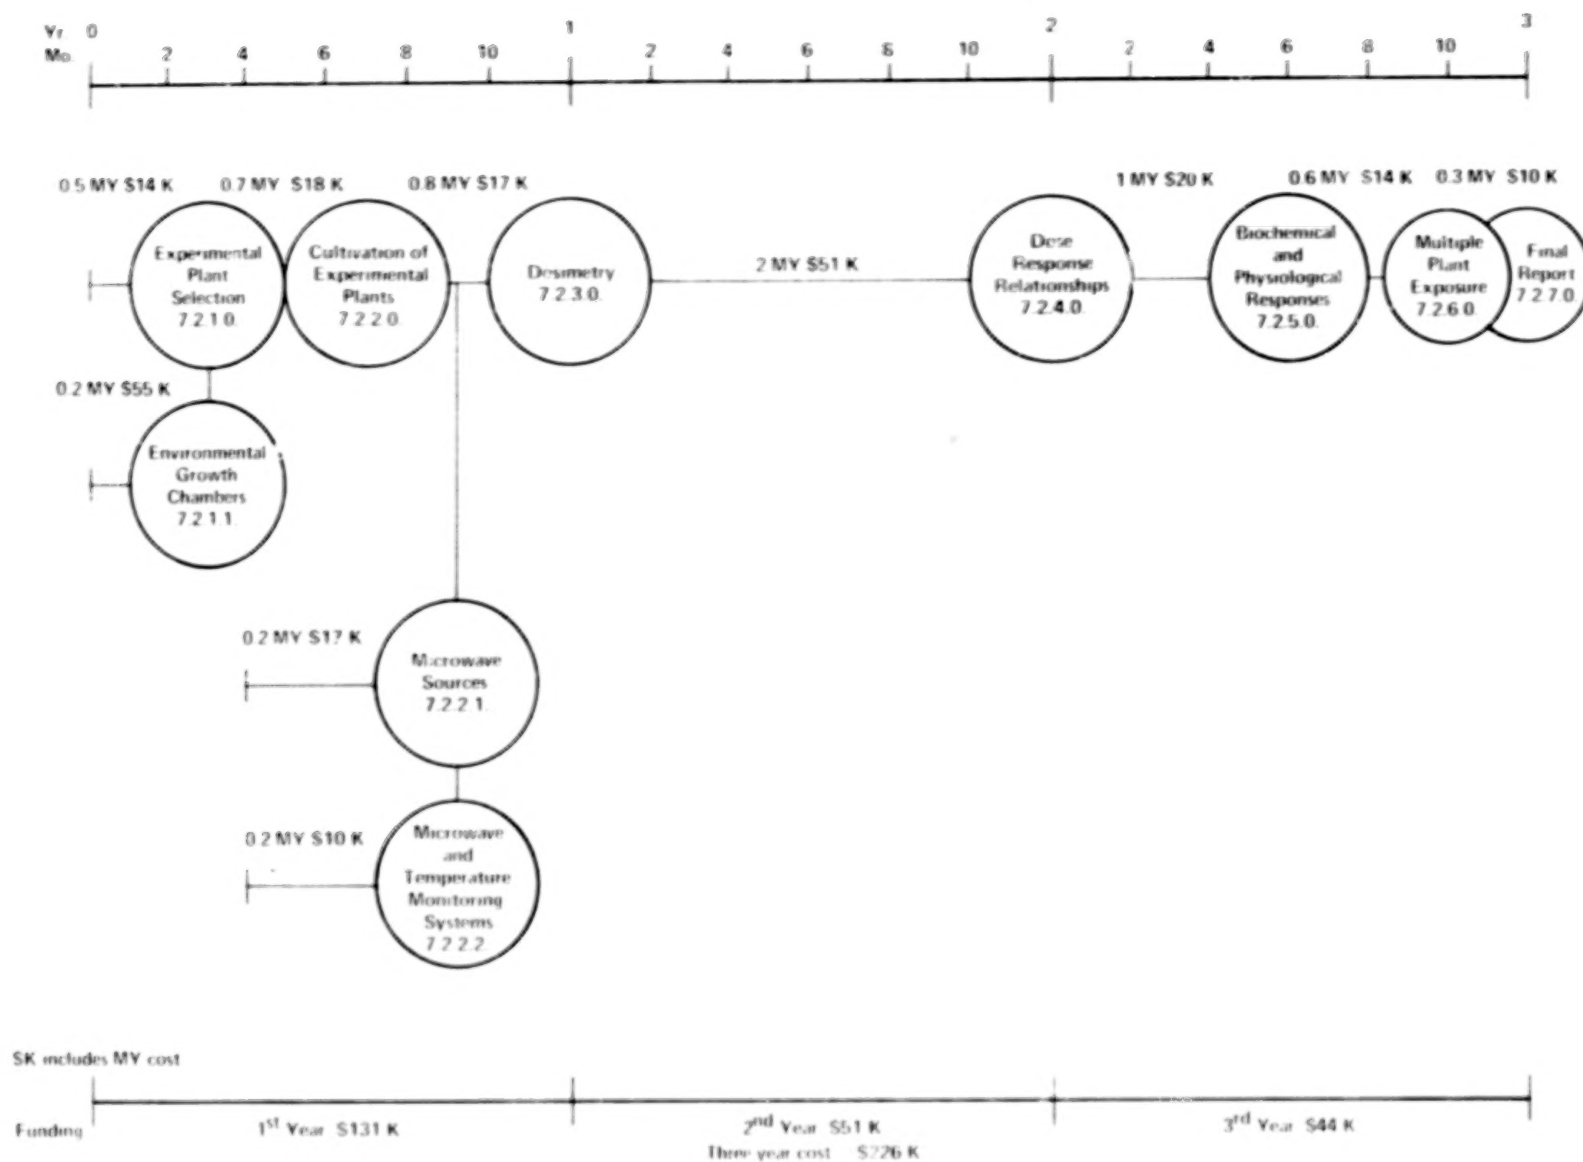 Yr. 0 1 2 3
Mo. 2 4 6 8 10 2 4 6 8 10 2 4 6 8 10
0.5 MY $14 K 0.7 MY $18 K 0.8 MY $17 K 1 MY $20 K 0.6 MY $14 K 0.3 MY $10 K
Experimental
Plant
Selection
7.2.1.0.
Cultivation of
Experimental
Plants
7.2.2.0.
Dosimetry
7.2.3.0.
2 MY $51 K
Dose
Response
Relationships
7.2.4.0.
Biochemical
and
Physiological
Responses
7.2.5.0.
Multiple
Plant
Exposure
7.2.6.0.
Final
Report
7.2.7.0.
0.2 MY $55 K
Environmental
Growth
Chambers
7.2.1.1.
0.2 MY $17 K
Microwave
Sources
7.2.2.1.
0.2 MY $10 K
Microwave
and
Temperature
Monitoring
Systems
7.2.2.2.
$K includes MY cost
Funding 1st Year $131 K 2nd Year $51 K 3rd Year $44 K
Three year cost $226 K